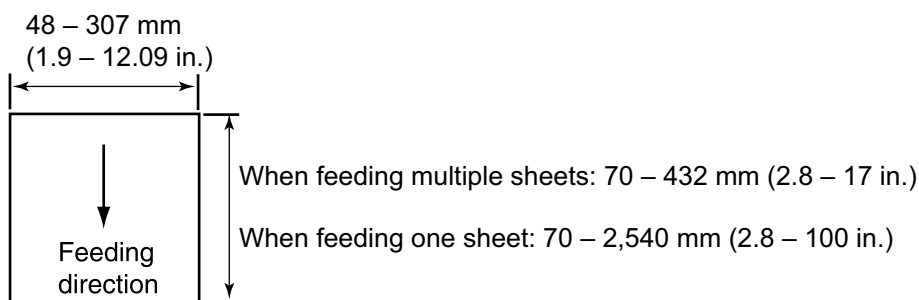 48 – 307 mm
(1.9 – 12.09 in.)
When feeding multiple sheets: 70 – 432 mm (2.8 – 17 in.)
When feeding one sheet: 70 – 2,540 mm (2.8 – 100 in.)
Feeding
direction